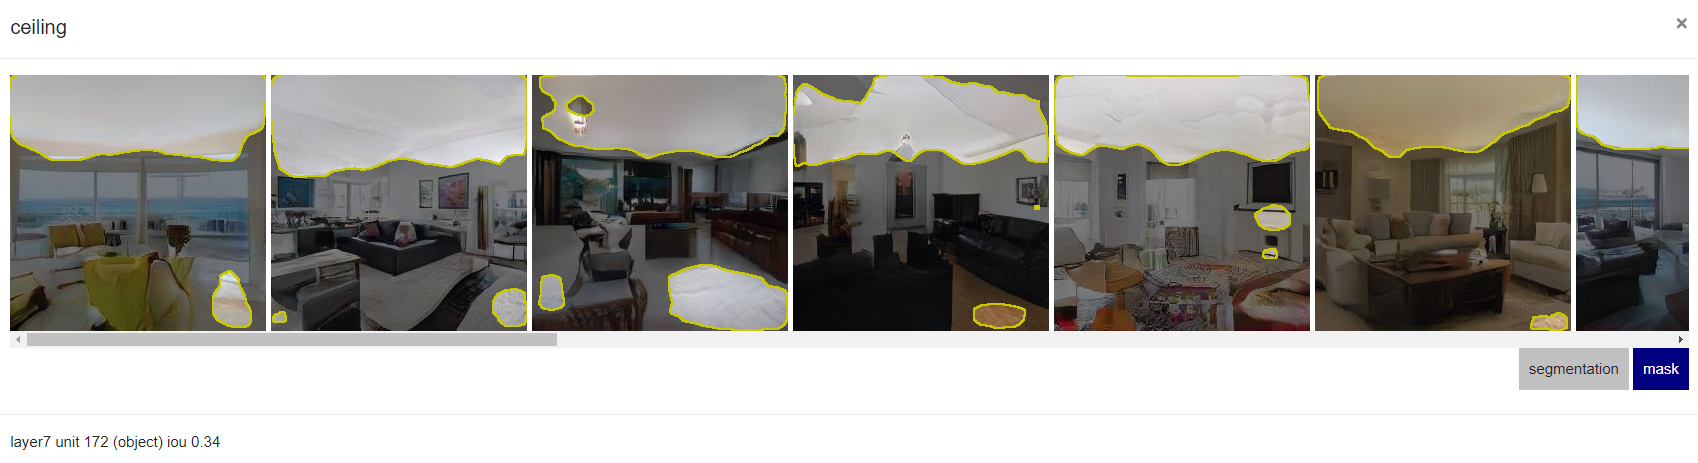 ceiling
×
segmentation mask
layer7 unit 172 (object) iou 0.34